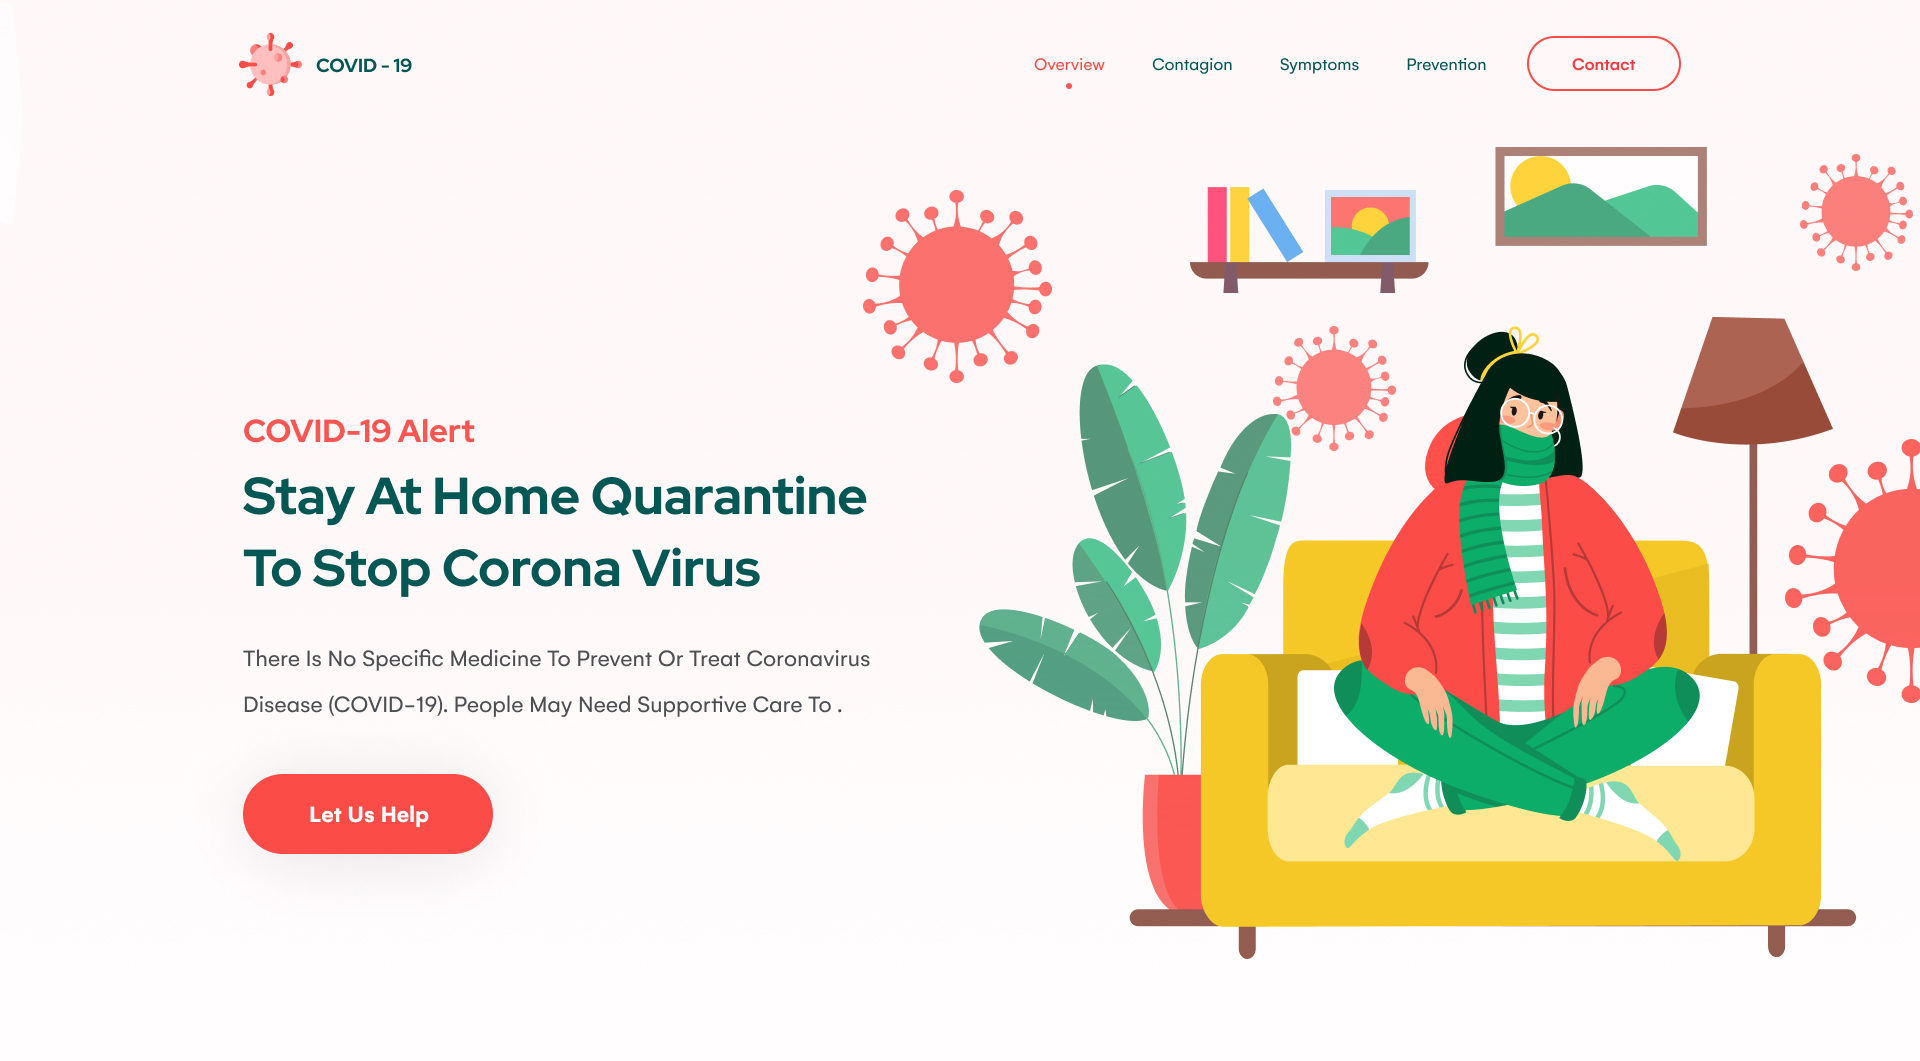 COVID - 19
Overview
Contagion
Symptoms
Prevention
Contact
COVID-19 Alert
Stay At Home Quarantine
To Stop Corona Virus
There Is No Specific Medicine To Prevent Or Treat Coronavirus
Disease (COVID-19). People May Need Supportive Care To .
Let Us Help